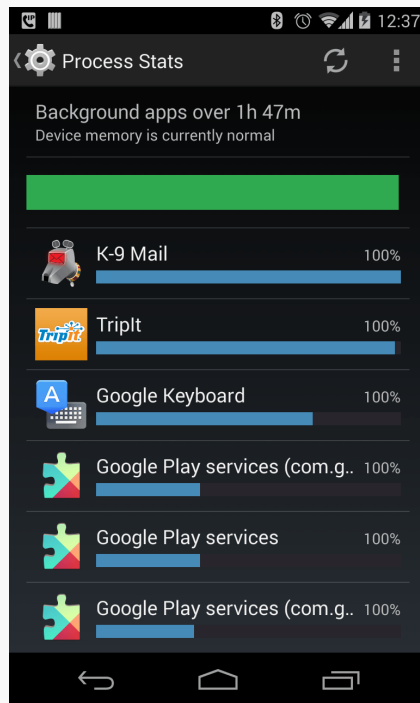 12:37
Process Stats
Background apps over 1h 47m
Device memory is currently normal
K-9 Mail 100%
TripIt 100%
TripIt
A
Google Keyboard 100%
Google Play services (com.g.. 100%
Google Play services 100%
Google Play services (com.g.. 100%